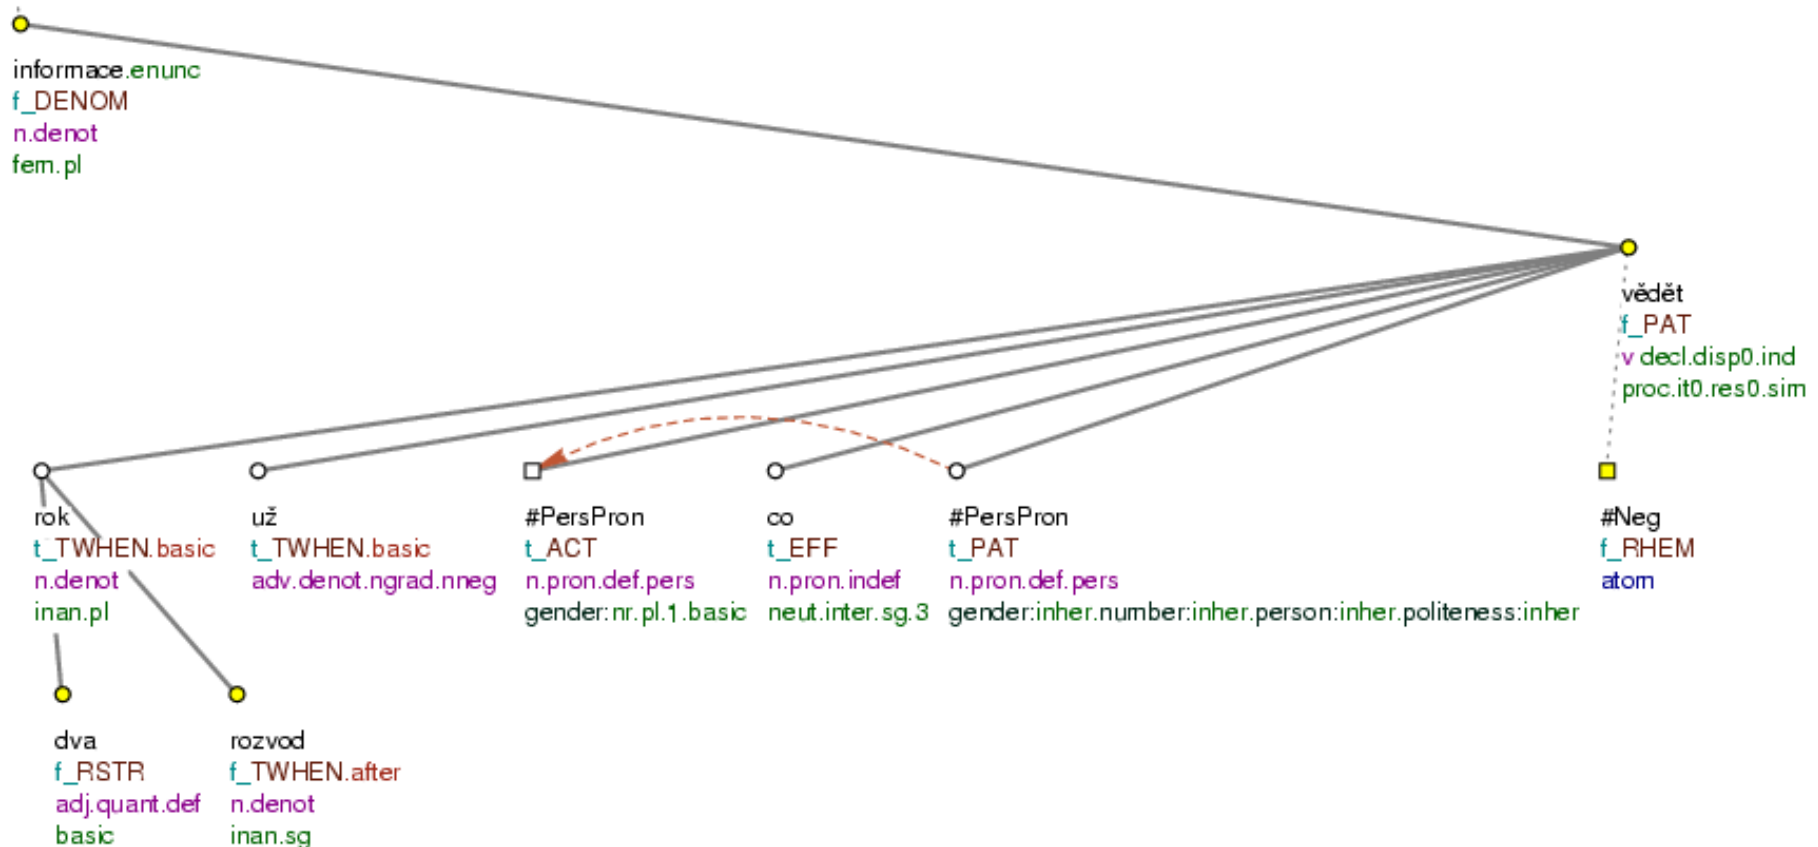 informace.enunc
f_DENOM
n.denot
fem.pl
vědět
f_PAT
v decl.disp0.ind
proc.it0.res0.sim
rok
t_TWHEN.basic
n.denot
inan.pl
už
t_TWHEN.basic
adv.denot.ngrad.nneg
#PersPron
t_ACT
n.pron.def.pers
gender:nr.pl.1.basic
co
t_EFF
n.pron.indef
neut.inter.sg.3
#PersPron
t_PAT
n.pron.def.pers
gender:inher.number:inher.person:inher.politeness:inher
#Neg
f_RHEM
atom
dva
f_RSTR
adj.quant.def
basic
rozvod
f_TWHEN.after
n.denot
inan.sg